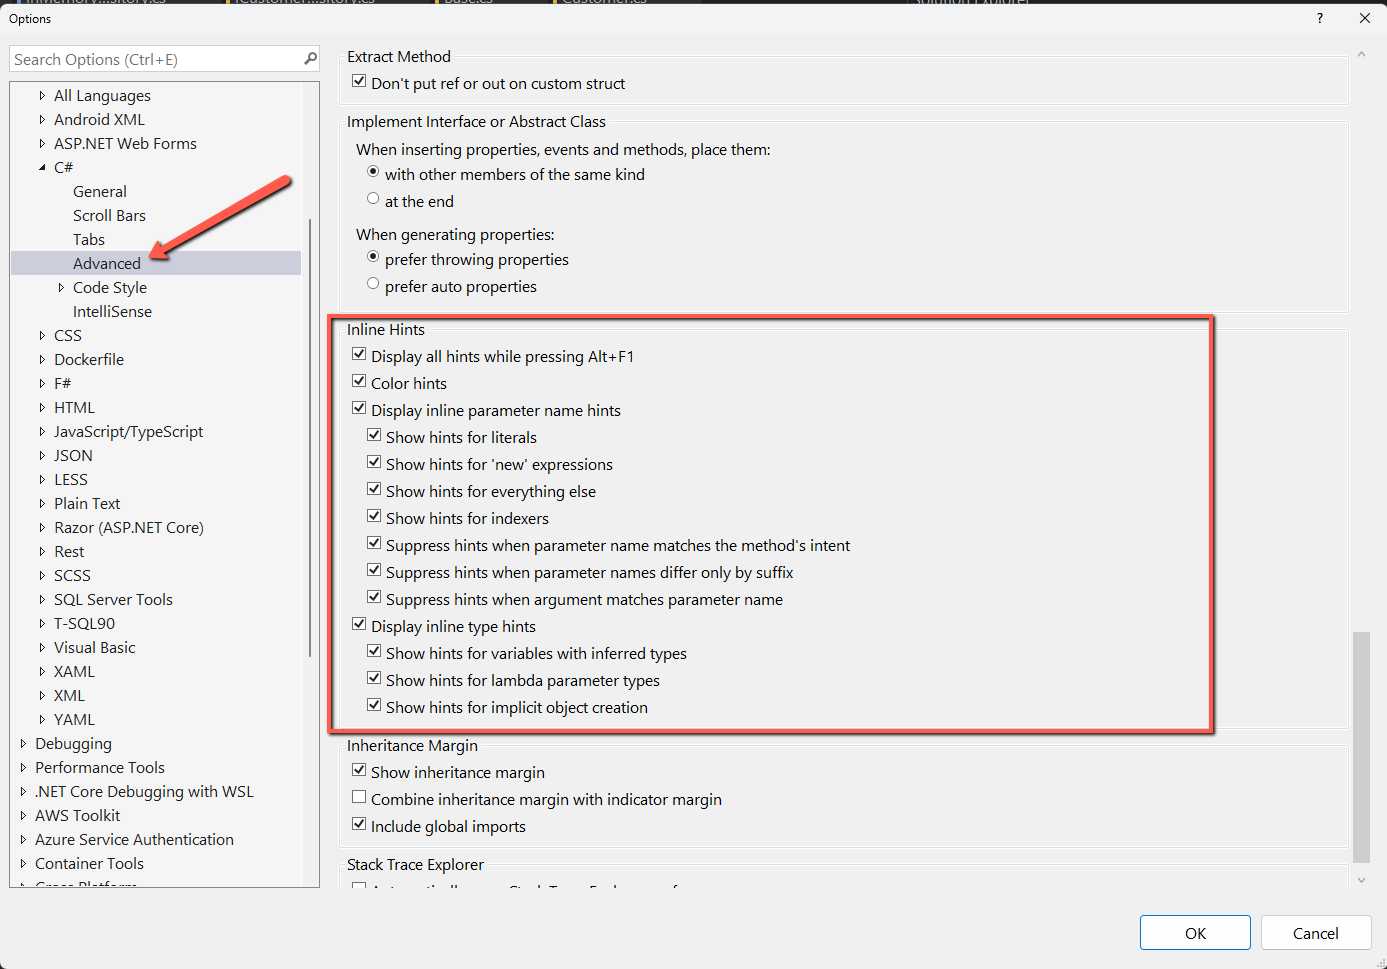 Options
?
Search Options (Ctrl+E)
All Languages
Android XML
ASP.NET Web Forms
C#
General
Scroll Bars
Tabs
Advanced
Code Style
IntelliSense
CSS
Dockerfile
F#
HTML
JavaScript/TypeScript
JSON
LESS
Plain Text
Razor (ASP.NET Core)
Rest
SCSS
SQL Server Tools
T-SQL90
Visual Basic
XAML
XML
YAML
Debugging
Performance Tools
.NET Core Debugging with WSL
AWS Toolkit
Azure Service Authentication
Container Tools
Extract Method
Don't put ref or out on custom struct
Implement Interface or Abstract Class
When inserting properties, events and methods, place them:
with other members of the same kind
at the end
When generating properties:
prefer throwing properties
prefer auto properties
Inline Hints
Display all hints while pressing Alt+F1
Color hints
Display inline parameter name hints
Show hints for literals
Show hints for 'new' expressions
Show hints for everything else
Show hints for indexers
Suppress hints when parameter name matches the method's intent
Suppress hints when parameter names differ only by suffix
Suppress hints when argument matches parameter name
Display inline type hints
Show hints for variables with inferred types
Show hints for lambda parameter types
Show hints for implicit object creation
Inheritance Margin
Show inheritance margin
Combine inheritance margin with indicator margin
Include global imports
Stack Trace Explorer
OK
Cancel